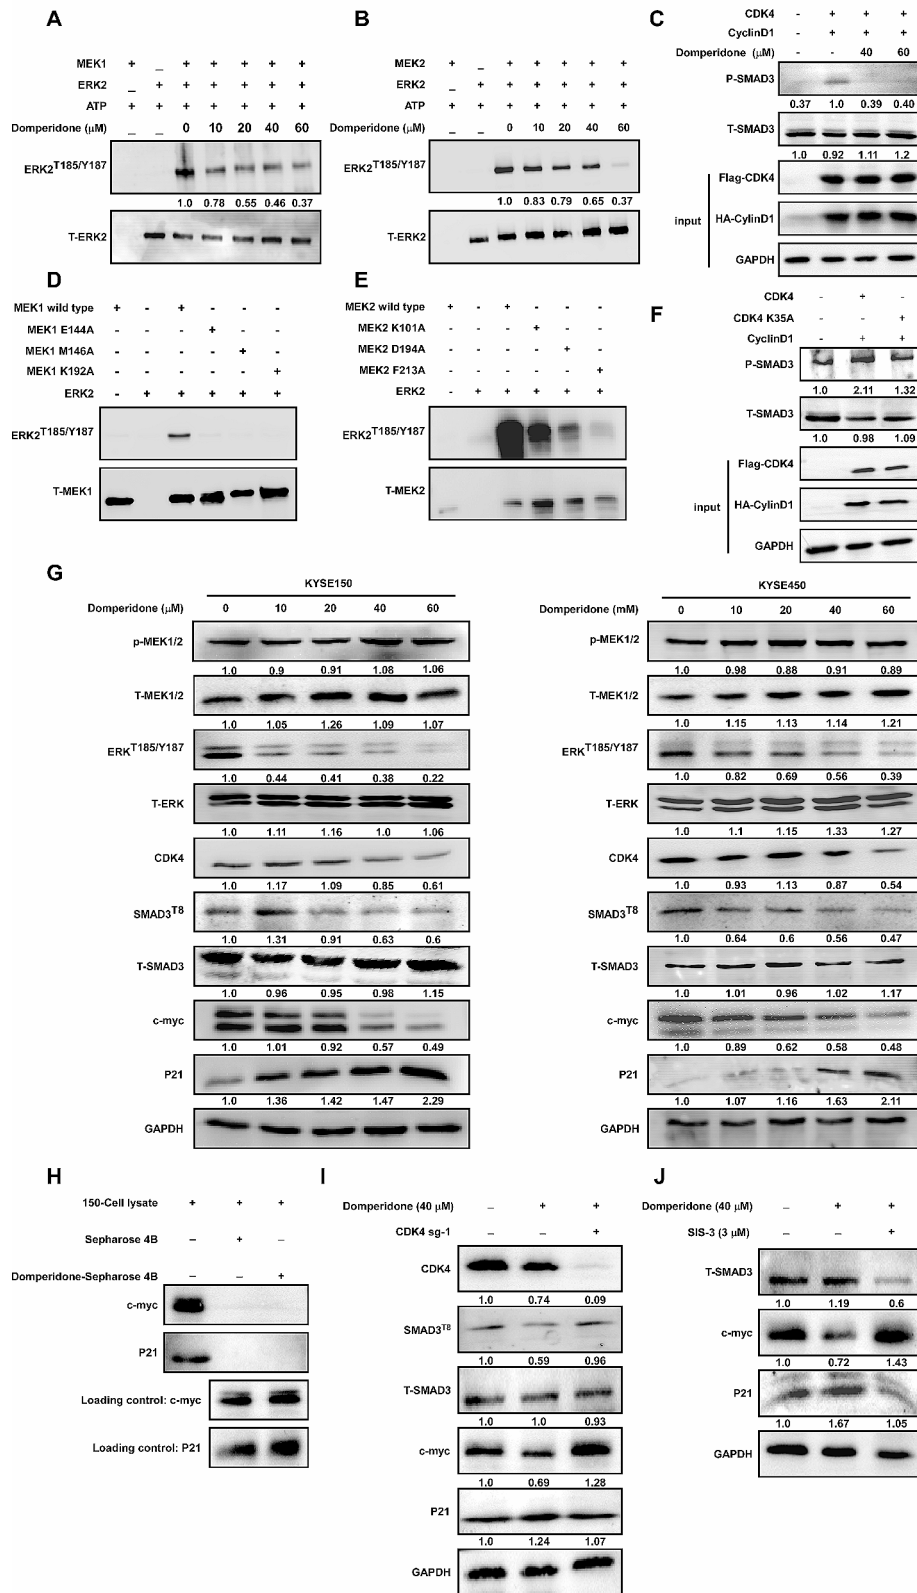 A
MEK1 + _ + + + + +
ERK2 _ + + + + + +
ATP + + + + + + +
Domperidone (μM) _ _ 0 10 20 40 60
ERK2T185/Y187
1.0 0.78 0.55 0.46 0.37
T-ERK2
B
MEK2 + _ + + + + +
ERK2 _ + + + + + +
ATP + + + + + + +
Domperidone (μM) _ _ 0 10 20 40 60
ERK2T185/Y187
1.0 0.83 0.79 0.65 0.37
T-ERK2
C
CDK4 - + + +
CyclinD1 - + + +
Domperidone (μM) - - 40 60
P-SMAD3
0.37 1.0 0.39 0.40
T-SMAD3
1.0 0.92 1.11 1.2
Flag-CDK4
HA-CylinD1
input
GAPDH
D
MEK1 wild type + - + - - -
MEK1 E144A - - - + - -
MEK1 M146A - - - - + -
MEK1 K192A - - - - - +
ERK2 - + + + + +
ERK2T185/Y187
T-MEK1
E
MEK2 wild type + - + - - -
MEK2 K101A - - - + - -
MEK2 D194A - - - - + -
MEK2 F213A - - - - - +
ERK2 - + + + + +
ERK2T185/Y187
T-MEK2
F
CDK4 - + -
CDK4 K35A - - +
CyclinD1 - + +
P-SMAD3
1.0 2.11 1.32
T-SMAD3
1.0 0.98 1.09
Flag-CDK4
HA-CylinD1
input
GAPDH
G
KYSE150
Domperidone (μM) 0 10 20 40 60
p-MEK1/2
1.0 0.9 0.91 1.08 1.06
T-MEK1/2
1.0 1.05 1.26 1.09 1.07
ERKT185/Y187
1.0 0.44 0.41 0.38 0.22
T-ERK
1.0 1.11 1.16 1.0 1.06
CDK4
1.0 1.17 1.09 0.85 0.61
SMAD3T8
1.0 1.31 0.91 0.63 0.6
T-SMAD3
1.0 0.96 0.95 0.98 1.15
c-myc
1.0 1.01 0.92 0.57 0.49
P21
1.0 1.36 1.42 1.47 2.29
GAPDH
KYSE450
Domperidone (mM) 0 10 20 40 60
p-MEK1/2
1.0 0.98 0.88 0.91 0.89
T-MEK1/2
1.0 1.15 1.13 1.14 1.21
ERKT185/Y187
1.0 0.82 0.69 0.56 0.39
T-ERK
1.0 1.1 1.15 1.33 1.27
CDK4
1.0 0.93 1.13 0.87 0.54
SMAD3T8
1.0 0.64 0.6 0.56 0.47
T-SMAD3
1.0 1.01 0.96 1.02 1.17
c-myc
1.0 0.89 0.62 0.58 0.48
P21
1.0 1.07 1.16 1.63 2.11
GAPDH
H
150-Cell lysate + + +
Sepharose 4B _ + _
Domperidone-Sepharose 4B _ _ +
c-myc
P21
Loading control: c-myc
Loading control: P21
I
Domperidone (40 μM) _ + +
CDK4 sg-1 _ _ +
CDK4
1.0 0.74 0.09
SMAD3T8
1.0 0.59 0.96
T-SMAD3
1.0 1.0 0.93
c-myc
1.0 0.69 1.28
P21
1.0 1.24 1.07
GAPDH
J
Domperidone (40 μM) _ + +
SIS-3 (3 μM) _ _ +
T-SMAD3
1.0 1.19 0.6
c-myc
1.0 0.72 1.43
P21
1.0 1.67 1.05
GAPDH